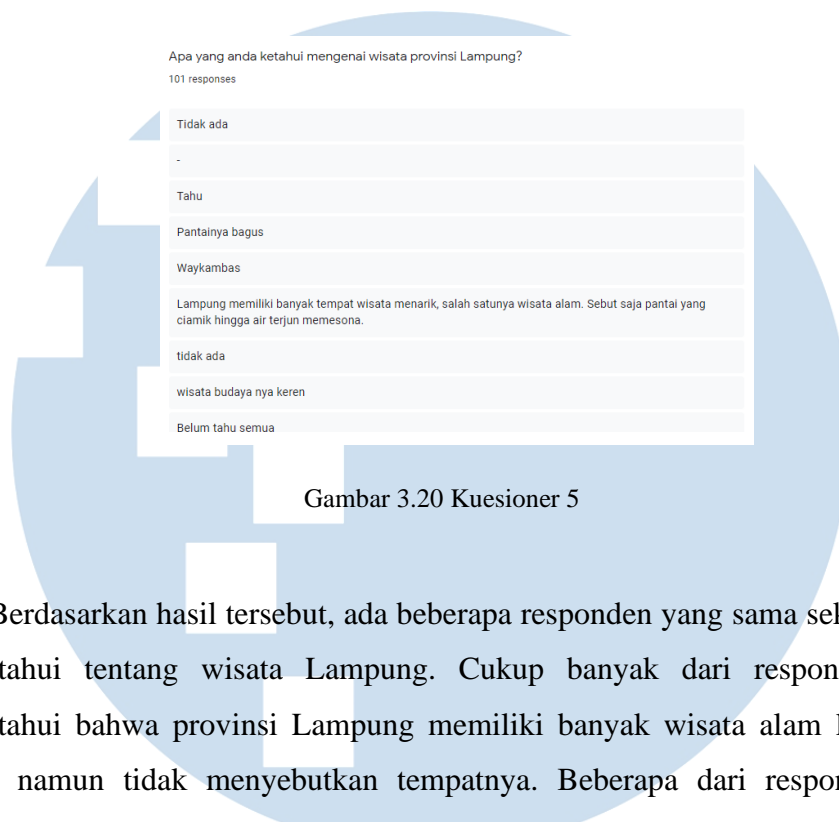 Apa yang anda ketahui mengenai wisata provinsi Lampung?
101 responses
Tidak ada
-
Tahu
Pantainya bagus
Waykambas
Lampung memiliki banyak tempat wisata menarik, salah satunya wisata alam. Sebut saja pantai yang
ciamik hingga air terjun memesona.
tidak ada
wisata budaya nya keren
Belum tahu semua
Gambar 3.20 Kuesioner 5
Berdasarkan hasil tersebut, ada beberapa responden yang sama
tahui tentang wisata Lampung. Cukup banyak dari
tahui bahwa provinsi Lampung memiliki banyak wisata alam
namun tidak menyebutkan tempatnya. Beberapa dari